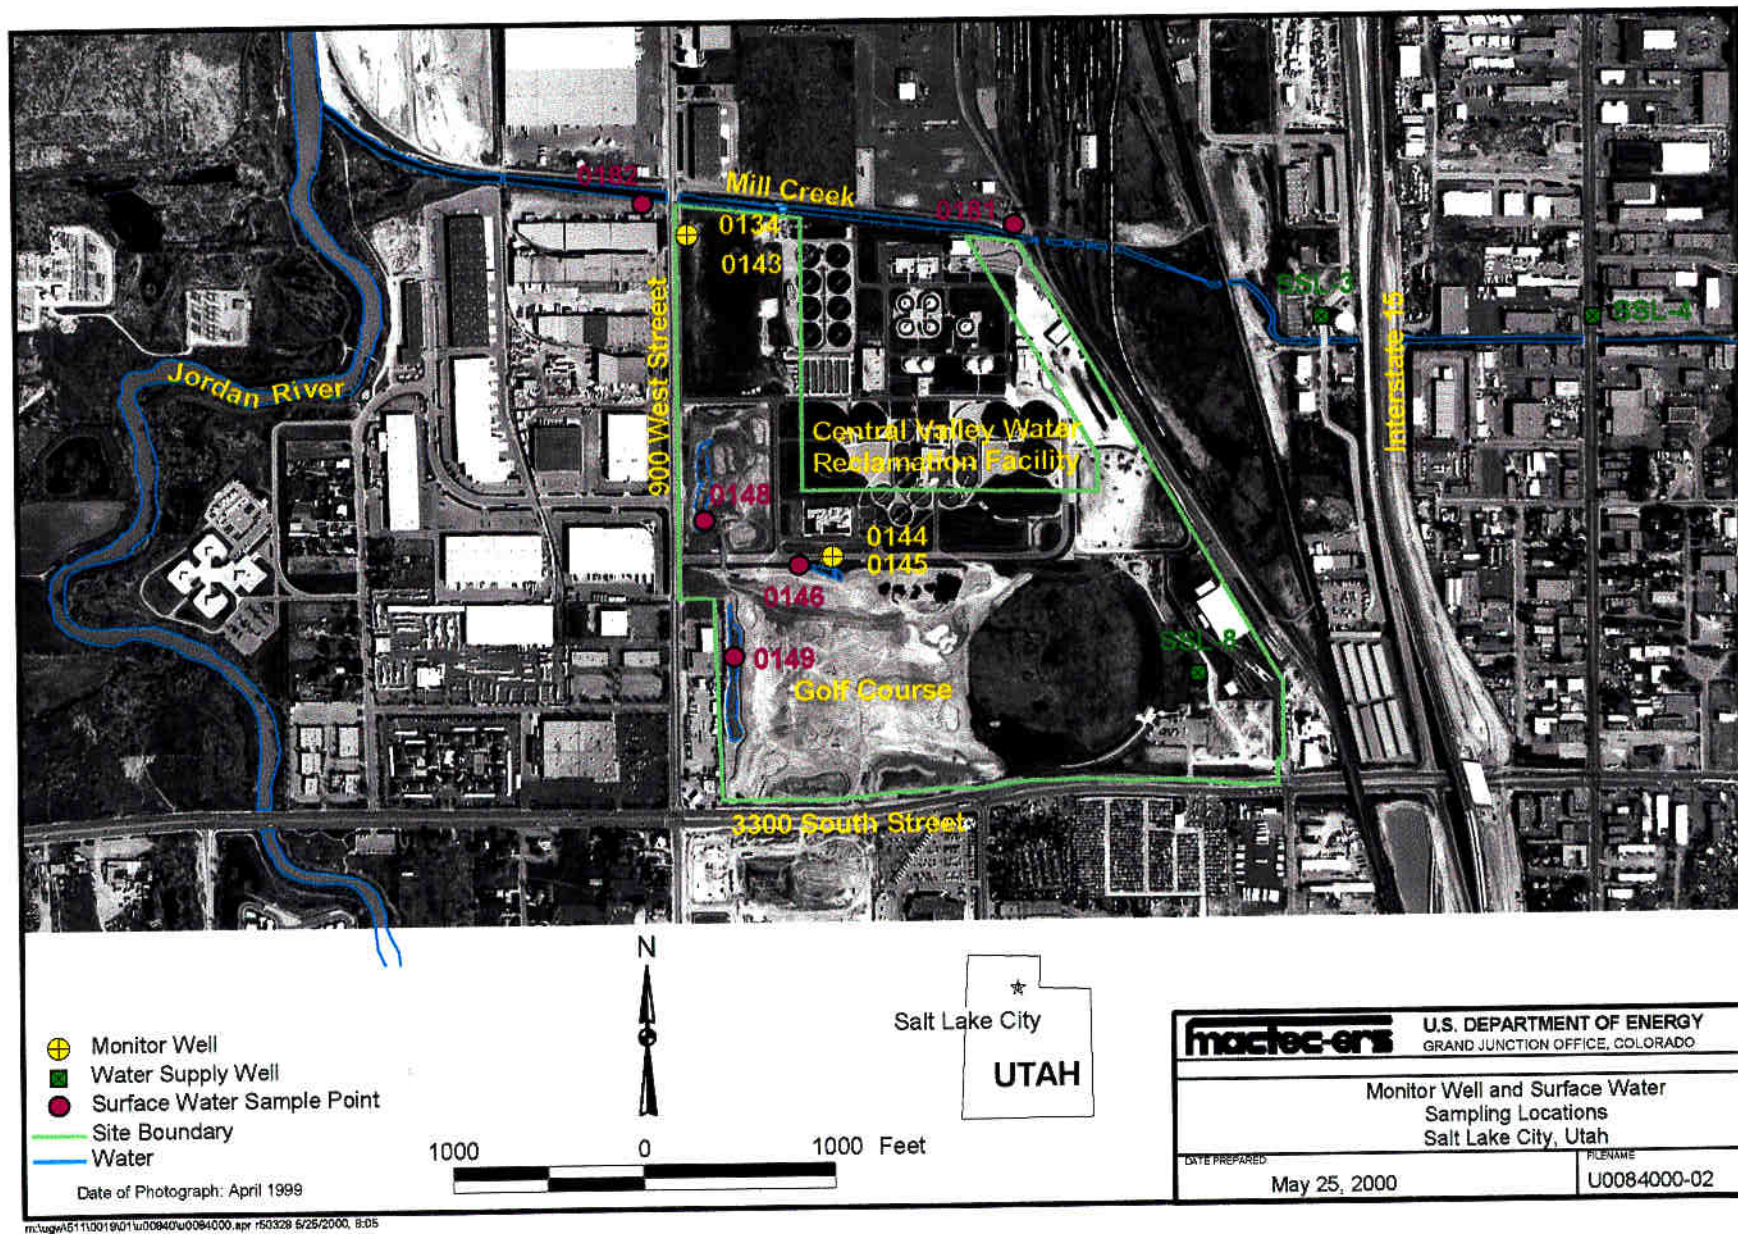 0182
Mill Creek
0181
0134
0143
SSL-3
SSL-4
900 West Street
Jordan River
Interstate 15
Central Valley Water
Reclamation Facility
0148
0144
0145
0146
SSL-8
0149
Golf Course
3300 South Street
N
Salt Lake City
UTAH
Monitor Well
Water Supply Well
Surface Water Sample Point
Site Boundary
Water
Date of Photograph: April 1999
1000 0 1000 Feet
mactec-ers
U.S. DEPARTMENT OF ENERGY
GRAND JUNCTION OFFICE, COLORADO
Monitor Well and Surface Water
Sampling Locations
Salt Lake City, Utah
DATE PREPARED:
May 25, 2000
FILENAME
U0084000-02